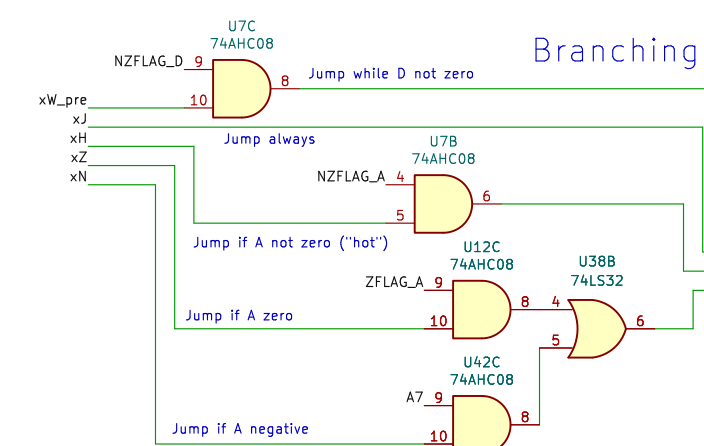 U7C
74AHC08
Branching
NZFLAG_D 9
Jump while D not zero
8
xW_pre
10
xJ
Jump always
xH
U7B
74AHC08
xZ
NZFLAG_A 4
xN
6
5
Jump if A not zero ("hot")
U12C
74AHC08
U38B
74LS32
ZFLAG_A 9
8 4
Jump if A zero
10
6
5
U42C
74AHC08
A7 9
8
Jump if A negative
10